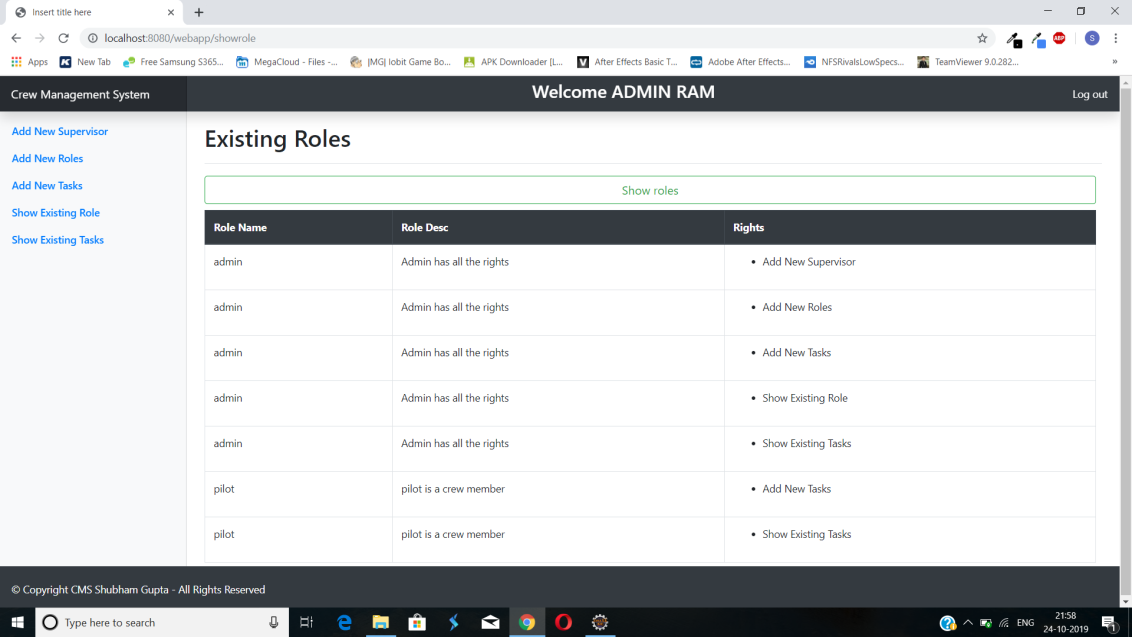 Insert title here
localhost:8080/webapp/showrole
ABP
S
Apps New Tab Free Samsung S365... MegaCloud - Files -... |MG| Iobit Game Bo... APK Downloader [L... After Effects Basic T... Adobe After Effects... NFSRivalsLowSpecs... TeamViewer 9.0.282... »
Crew Management System Welcome ADMIN RAM Log out
Add New Supervisor
Add New Roles
Add New Tasks
Show Existing Role
Show Existing Tasks
Existing Roles
Show roles
Role Name Role Desc Rights
admin Admin has all the rights • Add New Supervisor
admin Admin has all the rights • Add New Roles
admin Admin has all the rights • Add New Tasks
admin Admin has all the rights • Show Existing Role
admin Admin has all the rights • Show Existing Tasks
pilot pilot is a crew member • Add New Tasks
pilot pilot is a crew member • Show Existing Tasks
© Copyright CMS Shubham Gupta - All Rights Reserved
Type here to search
ENG
21:58
24-10-2019
1